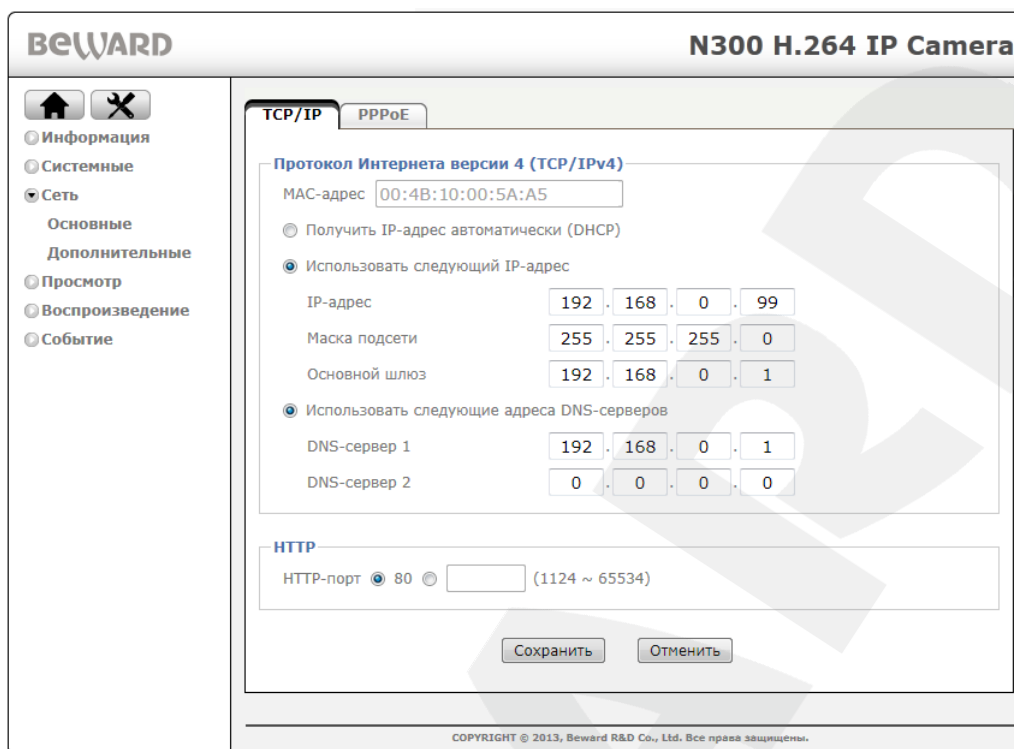 BEWARD
N300 H.264 IP Camera
Информация
Системные
Сеть
Основные
Дополнительные
Просмотр
Воспроизведение
Событие
TCP/IP PPPoE
Протокол Интернета версии 4 (TCP/IPv4)
MAC-адрес 00:4B:10:00:5A:A5
Получить IP-адрес автоматически (DHCP)
Использовать следующий IP-адрес
IP-адрес 192 . 168 . 0 . 99
Маска подсети 255 . 255 . 255 . 0
Основной шлюз 192 . 168 . 0 . 1
Использовать следующие адреса DNS-серверов
DNS-сервер 1 192 . 168 . 0 . 1
DNS-сервер 2 0 . 0 . 0 . 0
HTTP
HTTP-порт 80 (1124 ~ 65534)
Сохранить Отменить
COPYRIGHT © 2013, Beward R&D Co., Ltd. Все права защищены.